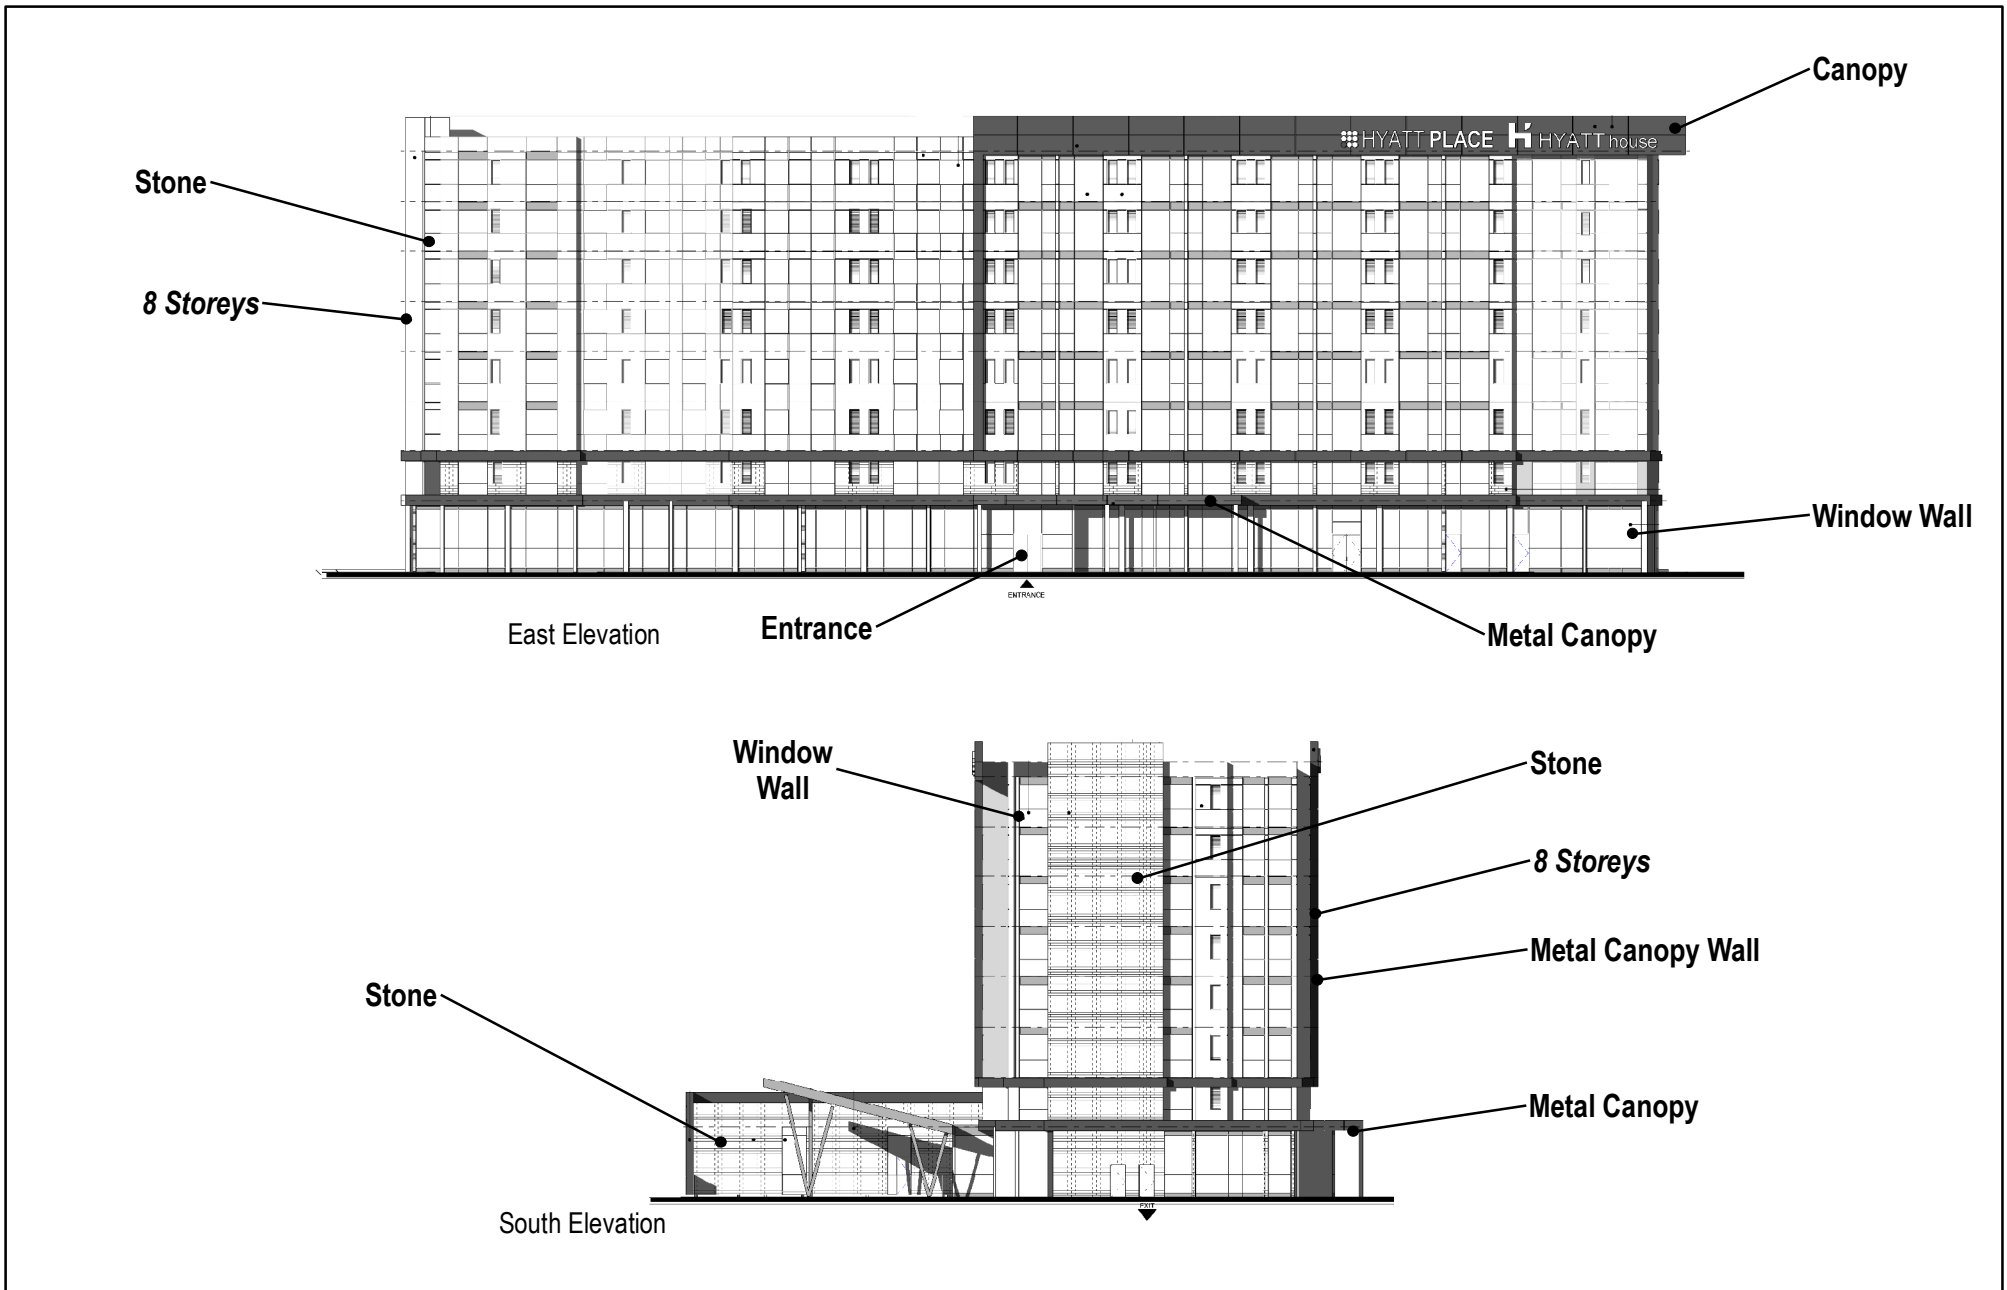 Canopy
HYATT PLACE H HYATT house
Stone
8 Storeys
Window Wall
ENTRANCE
East Elevation
Entrance
Metal Canopy
Window
Wall
Stone
8 Storeys
Metal Canopy Wall
Stone
Metal Canopy
EXIT
South Elevation